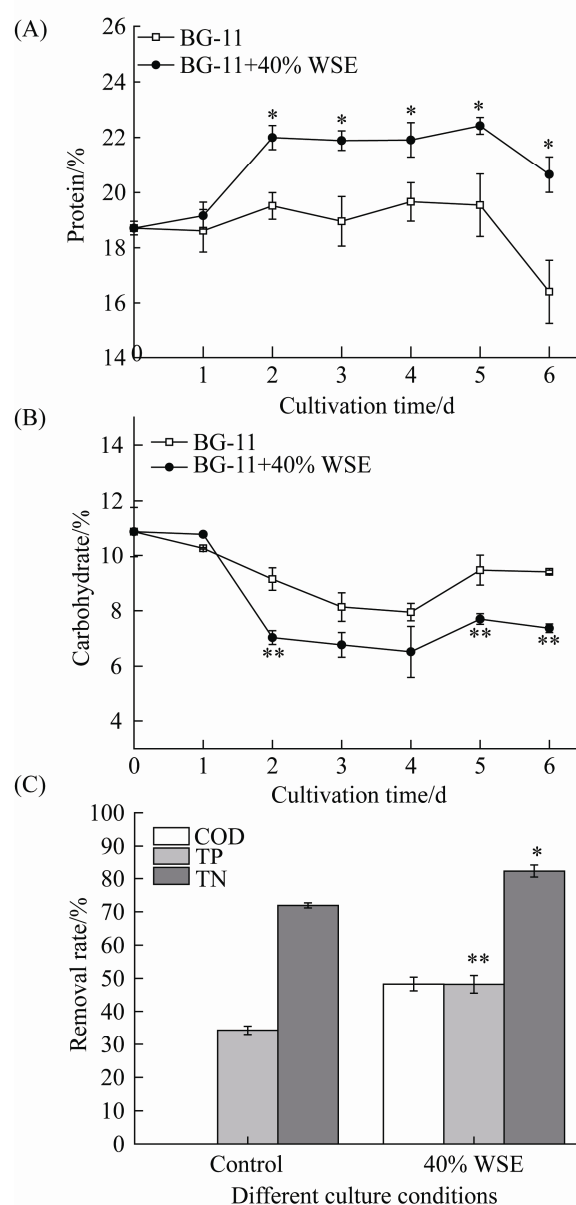 (A)
26
24
22
20
18
16
14
Protein/%
BG-11
BG-11+40% WSE
*
*
*
*
*
0
1
2
3
4
5
6
Cultivation time/d
(B)
14
12
10
8
6
4
Carbohydrate/%
BG-11
BG-11+40% WSE
**
**
**
0
1
2
3
4
5
6
Cultivation time/d
(C)
100
90
80
70
60
50
40
30
20
10
0
Removal rate/%
COD
TP
TN
**
*
Control
40% WSE
Different culture conditions